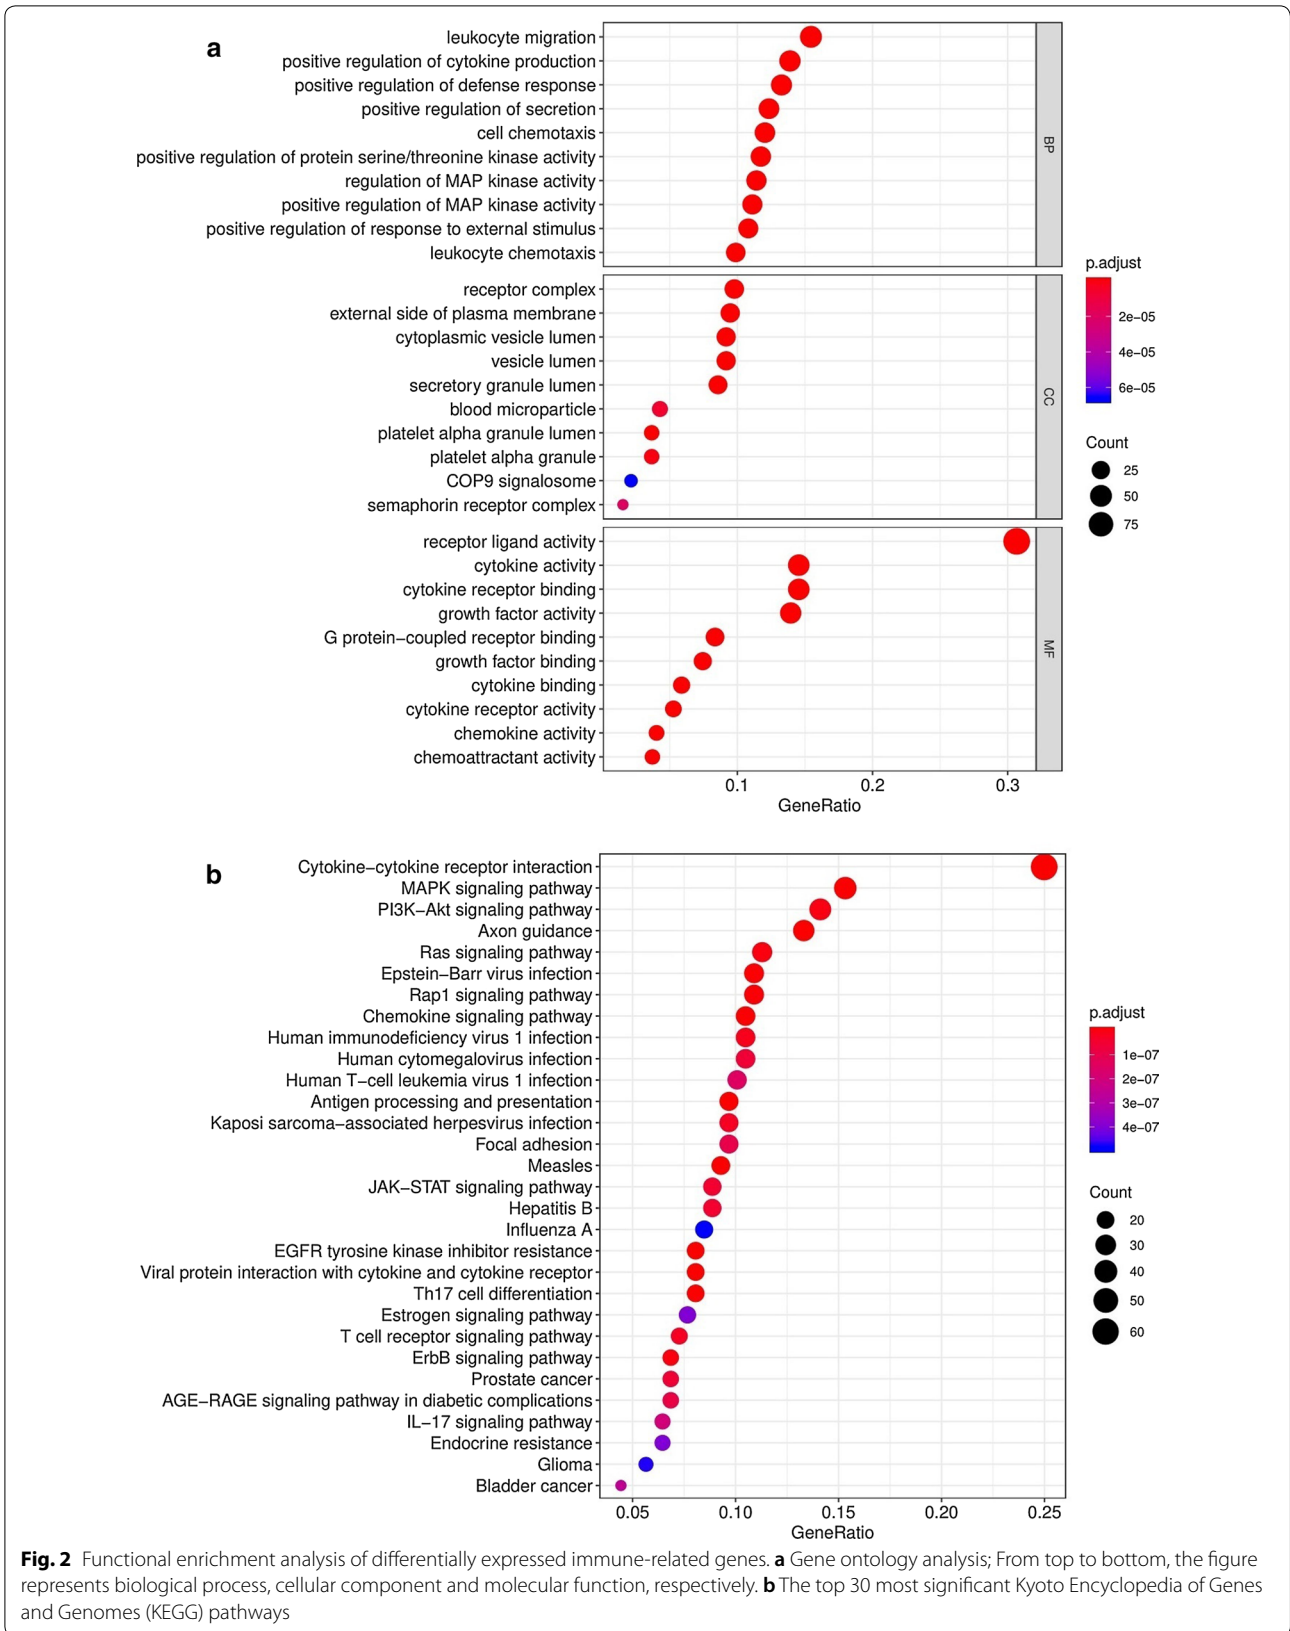 a
leukocyte migration
positive regulation of cytokine production
positive regulation of defense response
positive regulation of secretion
cell chemotaxis
positive regulation of protein serine/threonine kinase activity
regulation of MAP kinase activity
positive regulation of MAP kinase activity
positive regulation of response to external stimulus
leukocyte chemotaxis
BP
receptor complex
external side of plasma membrane
cytoplasmic vesicle lumen
vesicle lumen
secretory granule lumen
blood microparticle
platelet alpha granule lumen
platelet alpha granule
COP9 signalosome
semaphorin receptor complex
CC
receptor ligand activity
cytokine activity
cytokine receptor binding
growth factor activity
G protein−coupled receptor binding
growth factor binding
cytokine binding
cytokine receptor activity
chemokine activity
chemoattractant activity
MF
0.1 0.2 0.3
GeneRatio
p.adjust
2e−05
4e−05
6e−05
Count
25
50
75
b
Cytokine−cytokine receptor interaction
MAPK signaling pathway
PI3K−Akt signaling pathway
Axon guidance
Ras signaling pathway
Epstein−Barr virus infection
Rap1 signaling pathway
Chemokine signaling pathway
Human immunodeficiency virus 1 infection
Human cytomegalovirus infection
Human T−cell leukemia virus 1 infection
Antigen processing and presentation
Kaposi sarcoma−associated herpesvirus infection
Focal adhesion
Measles
JAK−STAT signaling pathway
Hepatitis B
Influenza A
EGFR tyrosine kinase inhibitor resistance
Viral protein interaction with cytokine and cytokine receptor
Th17 cell differentiation
Estrogen signaling pathway
T cell receptor signaling pathway
ErbB signaling pathway
Prostate cancer
AGE−RAGE signaling pathway in diabetic complications
IL−17 signaling pathway
Endocrine resistance
Glioma
Bladder cancer
0.05 0.10 0.15 0.20 0.25
GeneRatio
p.adjust
1e−07
2e−07
3e−07
4e−07
Count
20
30
40
50
60
Fig. 2 Functional enrichment analysis of differentially expressed immune-related genes. a Gene ontology analysis; From top to bottom, the figure
represents biological process, cellular component and molecular function, respectively. b The top 30 most significant Kyoto Encyclopedia of Genes
and Genomes (KEGG) pathways